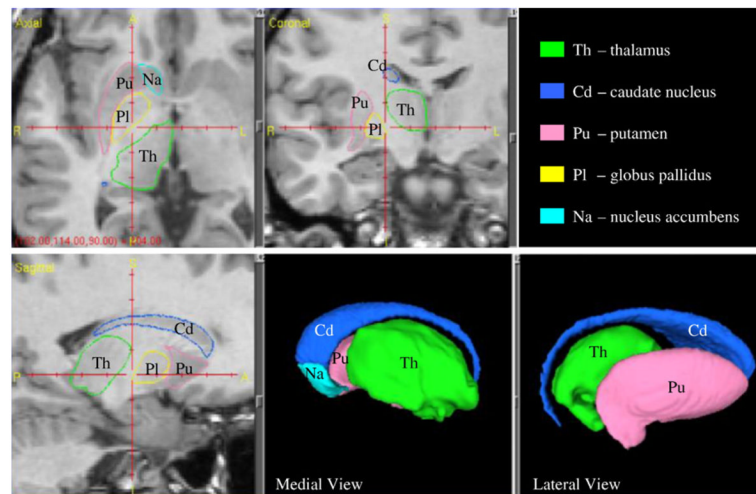 Axial
S
Pu
Na
Pl
R
L
Th
Coronal
S
Cd
Pu
Th
Pl
R
L
Th – thalamus
Cd – caudate nucleus
Pu – putamen
Pl – globus pallidus
Na – nucleus accumbens
Sagittal
S
Cd
Th
Pl
Pu
P
A
Cd
Pu
Th
Na
Medial View
Cd
Th
Pu
Lateral View